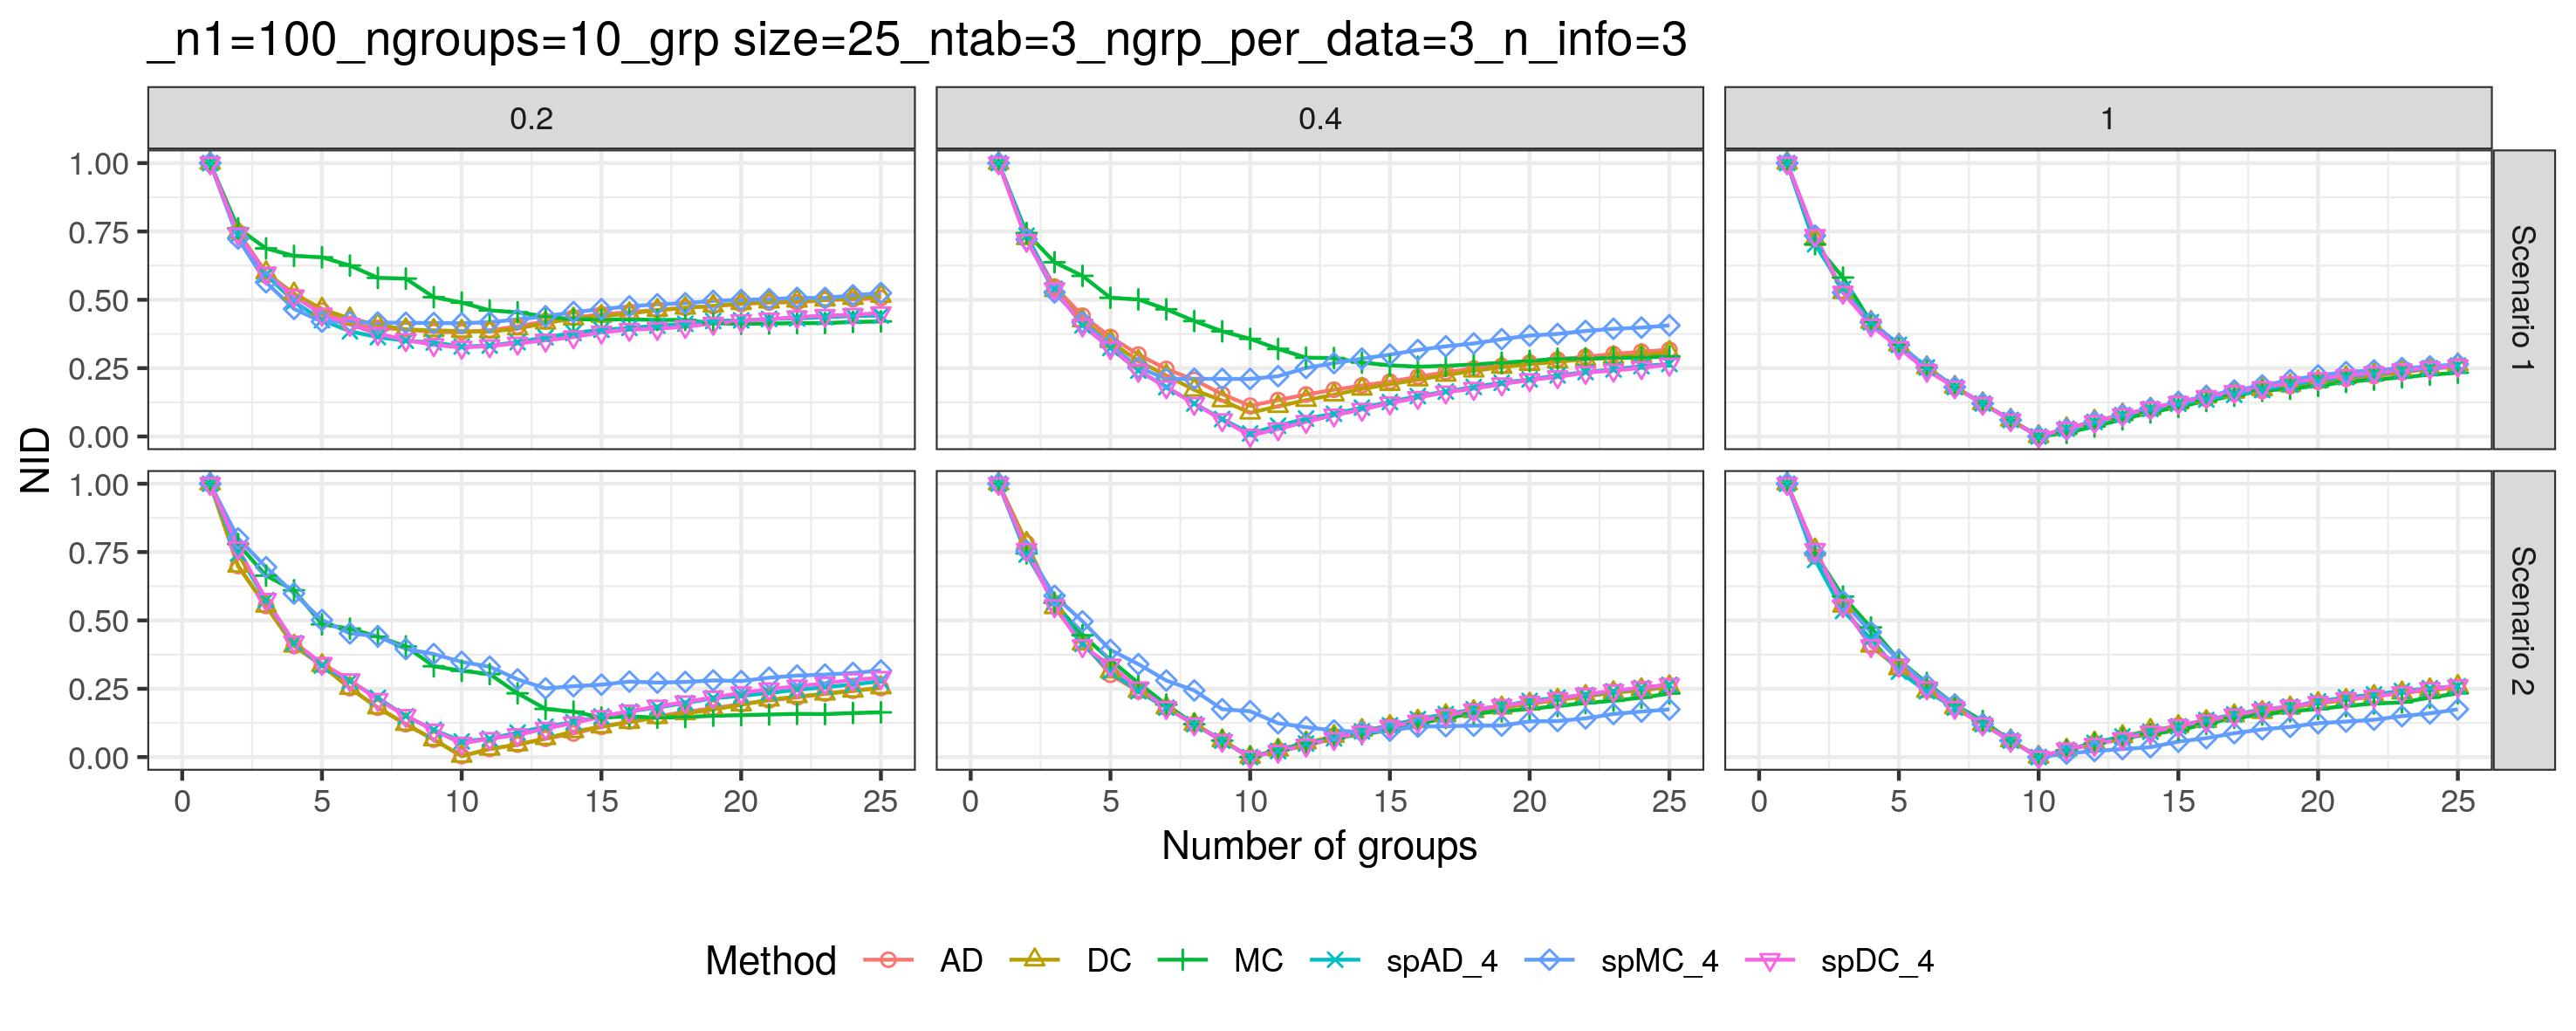 _n1=100_ngroups=10_grp size=25_ntab=3_ngrp_per_data=3_n_info=3
0.2 0.4 1
1.00
0.75
0.50
0.25
0.00
Scenario 1
NID
1.00
0.75
0.50
0.25
0.00
Scenario 2
0 5 10 15 20 25 0 5 10 15 20 25 0 5 10 15 20 25
Number of groups
Method AD DC MC spAD_4 spMC_4 spDC_4